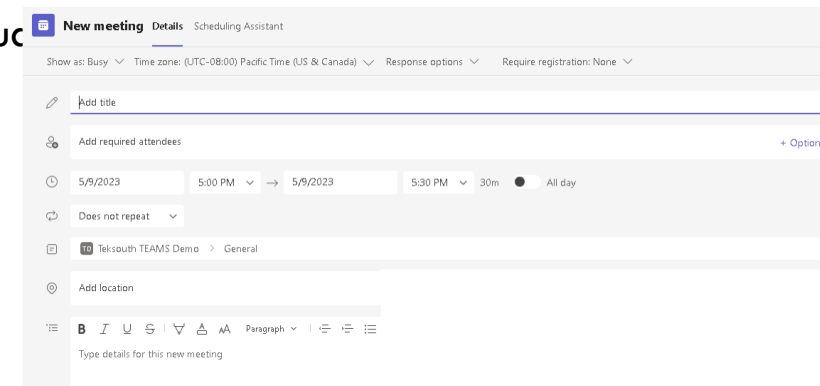 New meeting Details Scheduling Assistant
Show as: Busy Time zone: (UTC-08:00) Pacific Time (US & Canada) Response options Require registration: None
Add title
Add required attendees + Option
5/9/2023 5:00 PM → 5/9/2023 5:30 PM 30m All day
Does not repeat
TD Teksouth TEAMS Demo > General
Add location
B I U S A AA Paragraph
Type details for this new meeting